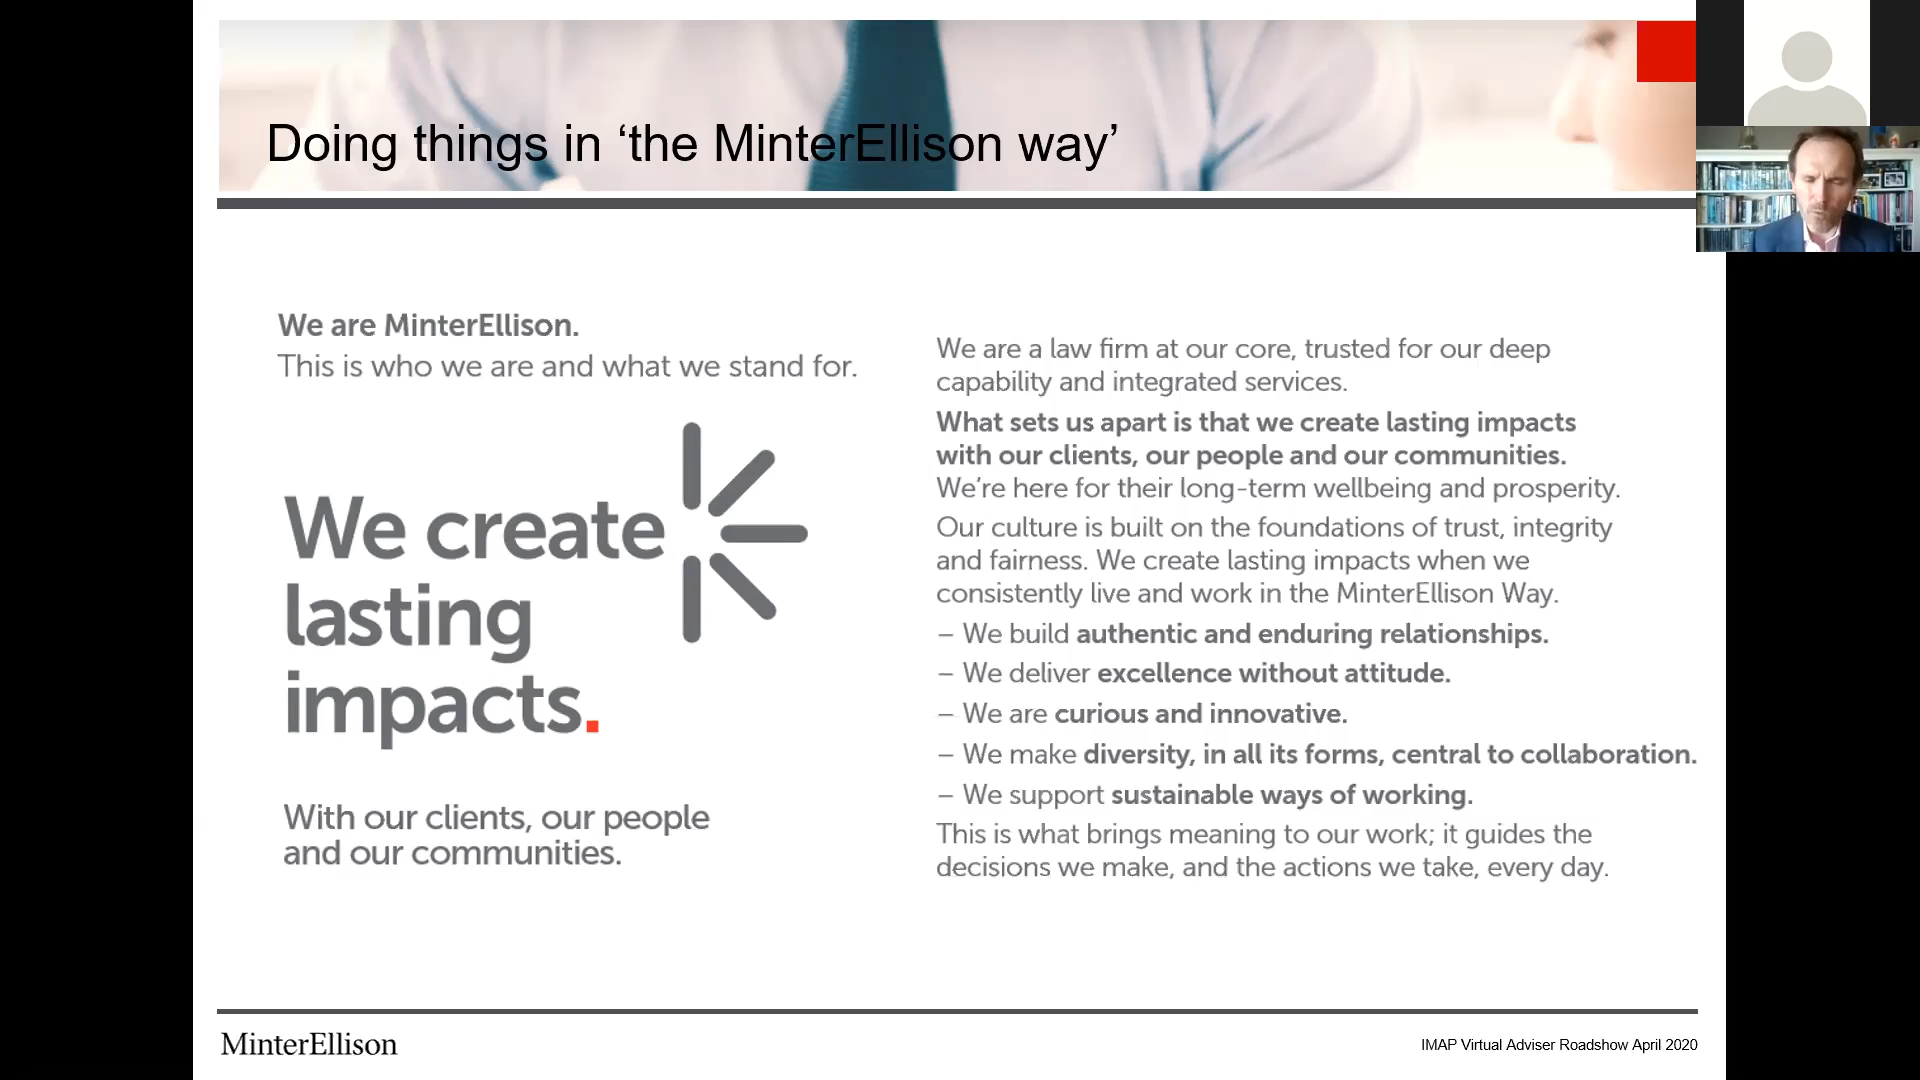 Doing things in ‘the MinterEllison way’
We are MinterEllison.
This is who we are and what we stand for.
We create
lasting
impacts.
With our clients, our people
and our communities.
We are a law firm at our core, trusted for our deep
capability and integrated services.
What sets us apart is that we create lasting impacts
with our clients, our people and our communities.
We’re here for their long-term wellbeing and prosperity.
Our culture is built on the foundations of trust, integrity
and fairness. We create lasting impacts when we
consistently live and work in the MinterEllison Way.
– We build authentic and enduring relationships.
– We deliver excellence without attitude.
– We are curious and innovative.
– We make diversity, in all its forms, central to collaboration.
– We support sustainable ways of working.
This is what brings meaning to our work; it guides the
decisions we make, and the actions we take, every day.
MinterEllison
IMAP Virtual Adviser Roadshow April 2020